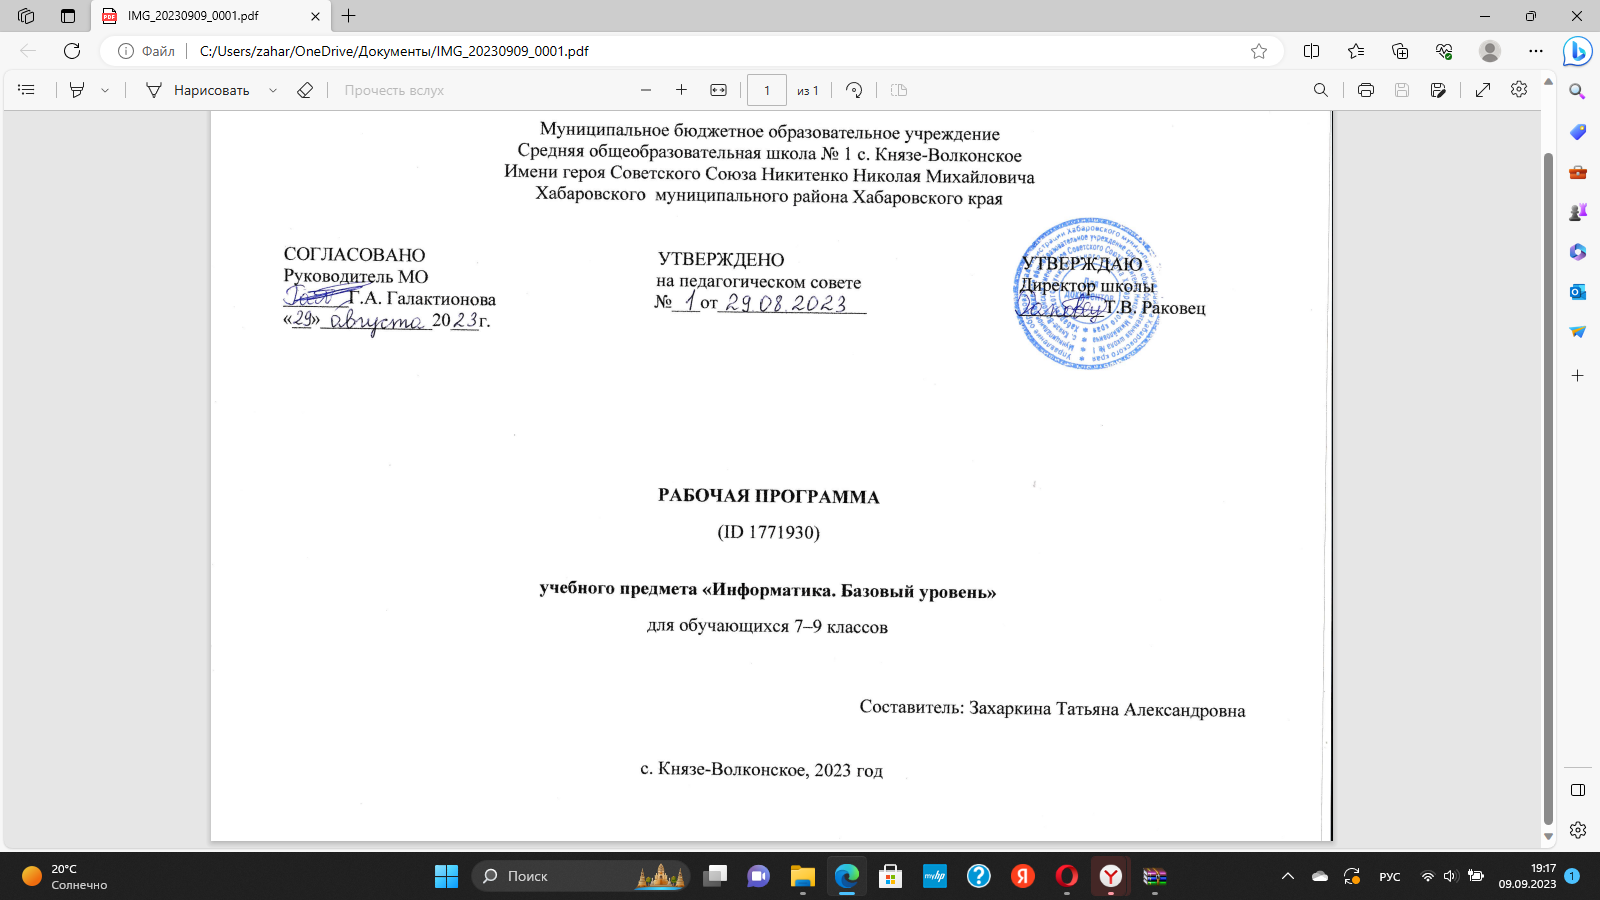 IMG_20230909_0001.pdf
Файл
C:/Users/zahar/OneDrive/Документы/IMG_20230909_0001.pdf
Нарисовать
Прочесть вслух
1
из 1
Муниципальное бюджетное образовательное учреждение
Средняя общеобразовательная школа № 1 с. Князе-Волконское
Имени героя Советского Союза Никитенко Николая Михайловича
Хабаровского муниципального района Хабаровского края
СОГЛАСОВАНО
Руководитель МО
Г.А. Галактионова
«29» августа 2023г.
УТВЕРЖДЕНО
на педагогическом совете
№ 1 от 29.08.2023
УТВЕРЖДАЮ
Директор школы
Т.В. Раковец
Для документов
РАБОЧАЯ ПРОГРАММА
(ID 1771930)
учебного предмета «Информатика. Базовый уровень»
для обучающихся 7–9 классов
Составитель: Захаркина Татьяна Александровна
с. Князе-Волконское, 2023 год
20°C
Солнечно
Поиск
РУС
19:17
09.09.2023
1